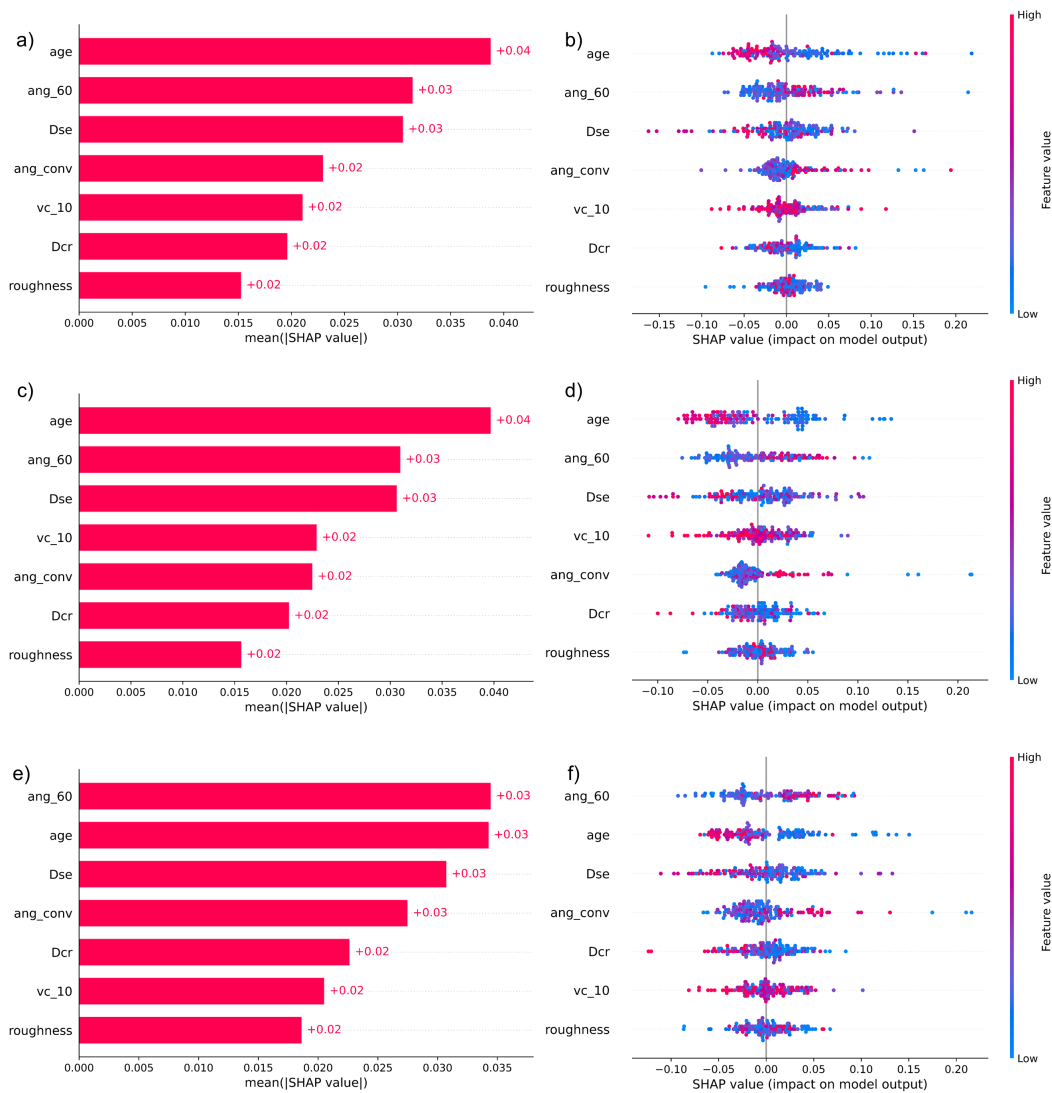 a)
age
+0.04
ang_60
+0.03
Dse
+0.03
ang_conv
+0.02
vc_10
+0.02
Dcr
+0.02
roughness
+0.02
0.000 0.005 0.010 0.015 0.020 0.025 0.030 0.035 0.040
mean(|SHAP value|)
b)
age
ang_60
Dse
ang_conv
vc_10
Dcr
roughness
−0.15 −0.10 −0.05 0.00 0.05 0.10 0.15 0.20
SHAP value (impact on model output)
High
Feature value
Low
c)
age
+0.04
ang_60
+0.03
Dse
+0.03
vc_10
+0.02
ang_conv
+0.02
Dcr
+0.02
roughness
+0.02
0.000 0.005 0.010 0.015 0.020 0.025 0.030 0.035 0.040
mean(|SHAP value|)
d)
age
ang_60
Dse
vc_10
ang_conv
Dcr
roughness
−0.10 −0.05 0.00 0.05 0.10 0.15 0.20
SHAP value (impact on model output)
High
Feature value
Low
e)
ang_60
+0.03
age
+0.03
Dse
+0.03
ang_conv
+0.03
Dcr
+0.02
vc_10
+0.02
roughness
+0.02
0.000 0.005 0.010 0.015 0.020 0.025 0.030 0.035
mean(|SHAP value|)
f)
ang_60
age
Dse
ang_conv
Dcr
vc_10
roughness
−0.10 −0.05 0.00 0.05 0.10 0.15 0.20
SHAP value (impact on model output)
High
Feature value
Low